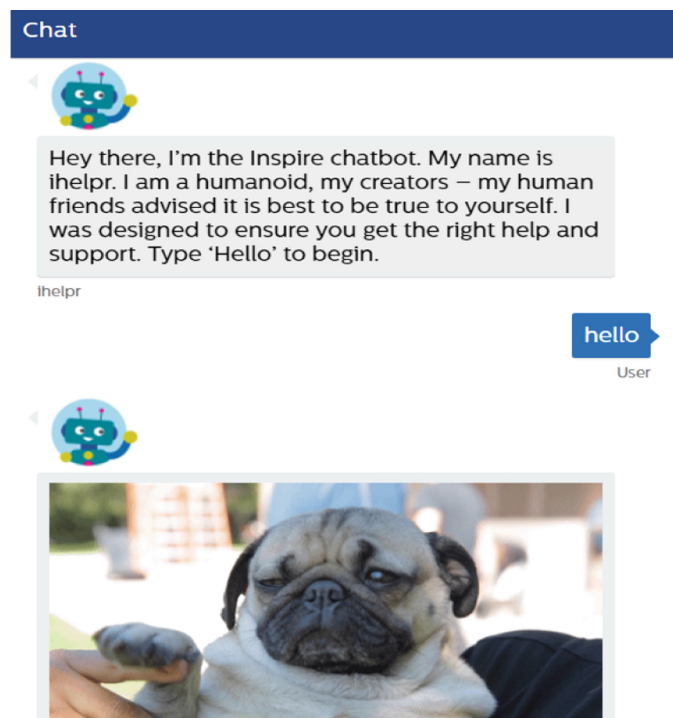 Chat
Hey there, I'm the Inspire chatbot. My name is
ihelpr. I am a humanoid, my creators – my human
friends advised it is best to be true to yourself. I
was designed to ensure you get the right help and
support. Type ‘Hello’ to begin.
ihelpr
hello
User